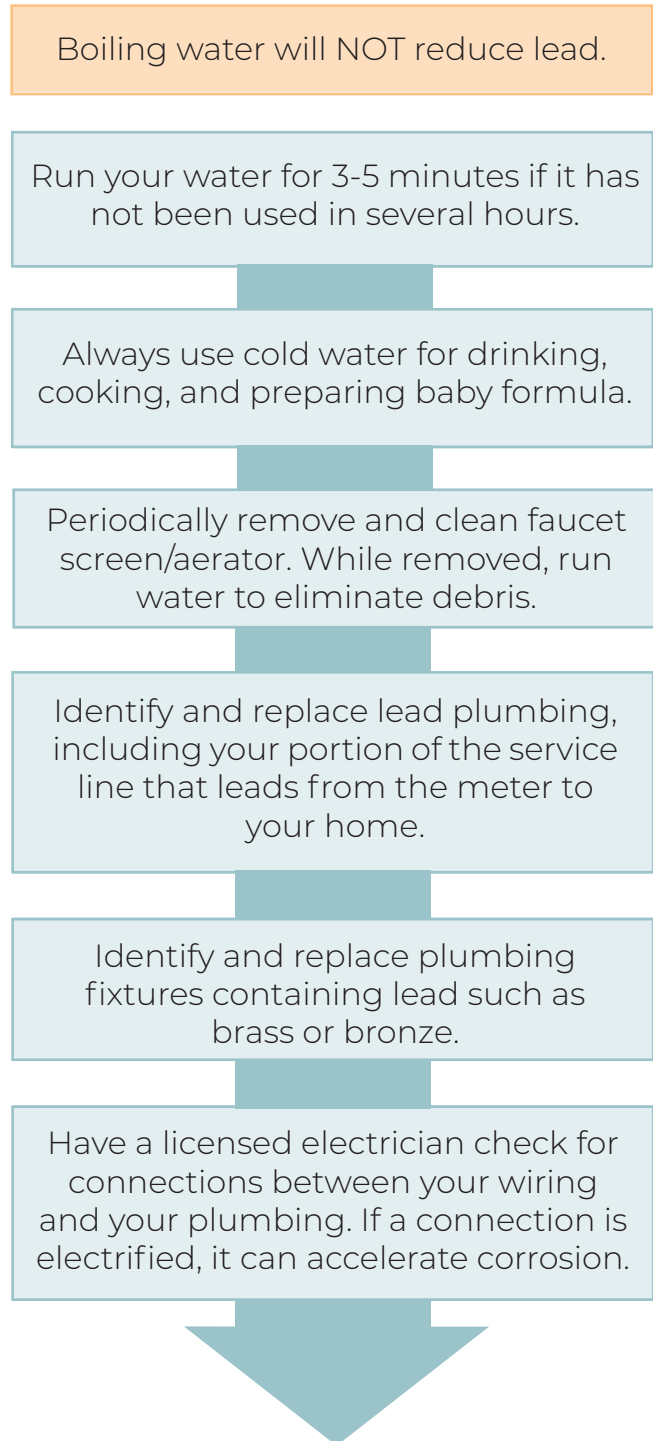 Boiling water will NOT reduce lead.
Run your water for 3-5 minutes if it has
not been used in several hours.
Always use cold water for drinking,
cooking, and preparing baby formula.
Periodically remove and clean faucet
screen/aerator. While removed, run
water to eliminate debris.
Identify and replace lead plumbing,
including your portion of the service
line that leads from the meter to
your home.
Identify and replace plumbing
fixtures containing lead such as
brass or bronze.
Have a licensed electrician check for
connections between your wiring
and your plumbing. If a connection is
electrified, it can accelerate corrosion.